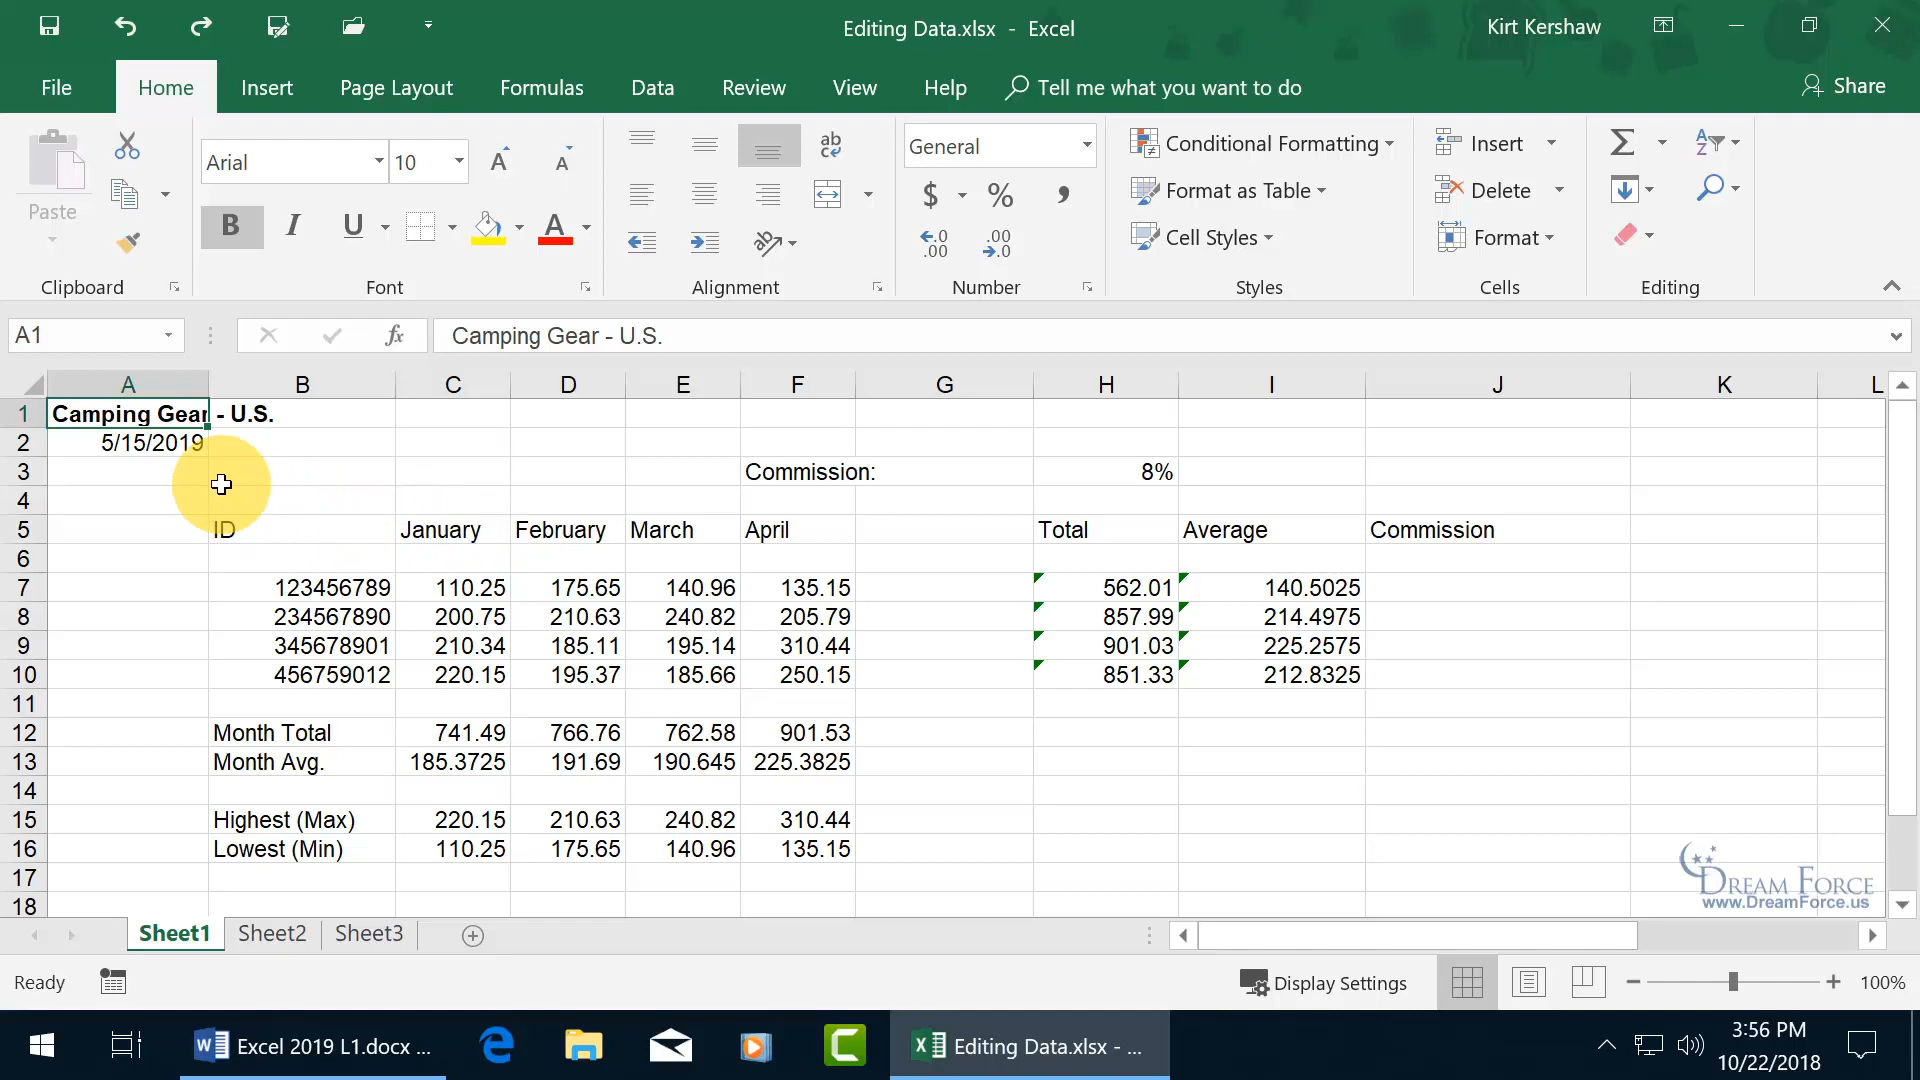 Editing Data.xlsx - Excel
Kirt Kershaw
File Home Insert Page Layout Formulas Data Review View Help Tell me what you want to do Share
Paste
Arial 10
B I U A
ab
General
$ % ,
Conditional Formatting
Format as Table
Cell Styles
Insert
Delete
Format
Clipboard Font Alignment Number Styles Cells Editing
A1 fx Camping Gear - U.S.
A B C D E F G H I J K L
1 Camping Gear - U.S.
2 5/15/2019
3 Commission: 8%
4
5 ID January February March April Total Average Commission
6
7 123456789 110.25 175.65 140.96 135.15 562.01 140.5025
8 234567890 200.75 210.63 240.82 205.79 857.99 214.4975
9 345678901 210.34 185.11 195.14 310.44 901.03 225.2575
10 456759012 220.15 195.37 185.66 250.15 851.33 212.8325
11
12 Month Total 741.49 766.76 762.58 901.53
13 Month Avg. 185.3725 191.69 190.645 225.3825
14
15 Highest (Max) 220.15 210.63 240.82 310.44
16 Lowest (Min) 110.25 175.65 140.96 135.15
17
18
Dream Force
www.DreamForce.us
Sheet1 Sheet2 Sheet3
Ready Display Settings 100%
Excel 2019 L1.docx ... Editing Data.xlsx - ...
3:56 PM
10/22/2018